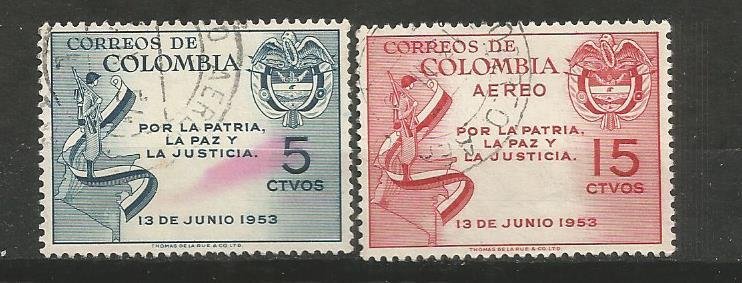 CORREOS DE
COLOMBIA
POR LA PATRIA,
LA PAZ Y
LA JUSTICIA.
5
CTVOS
13 DE JUNIO 1953
THOMAS DE LA RUE & CO. LTD.
CORREOS DE
COLOMBIA
AEREO
POR LA PATRIA,
LA PAZ Y
LA JUSTICIA.
15
CTVOS
13 DE JUNIO 1953
THOMAS DE LA RUE & CO. LTD.